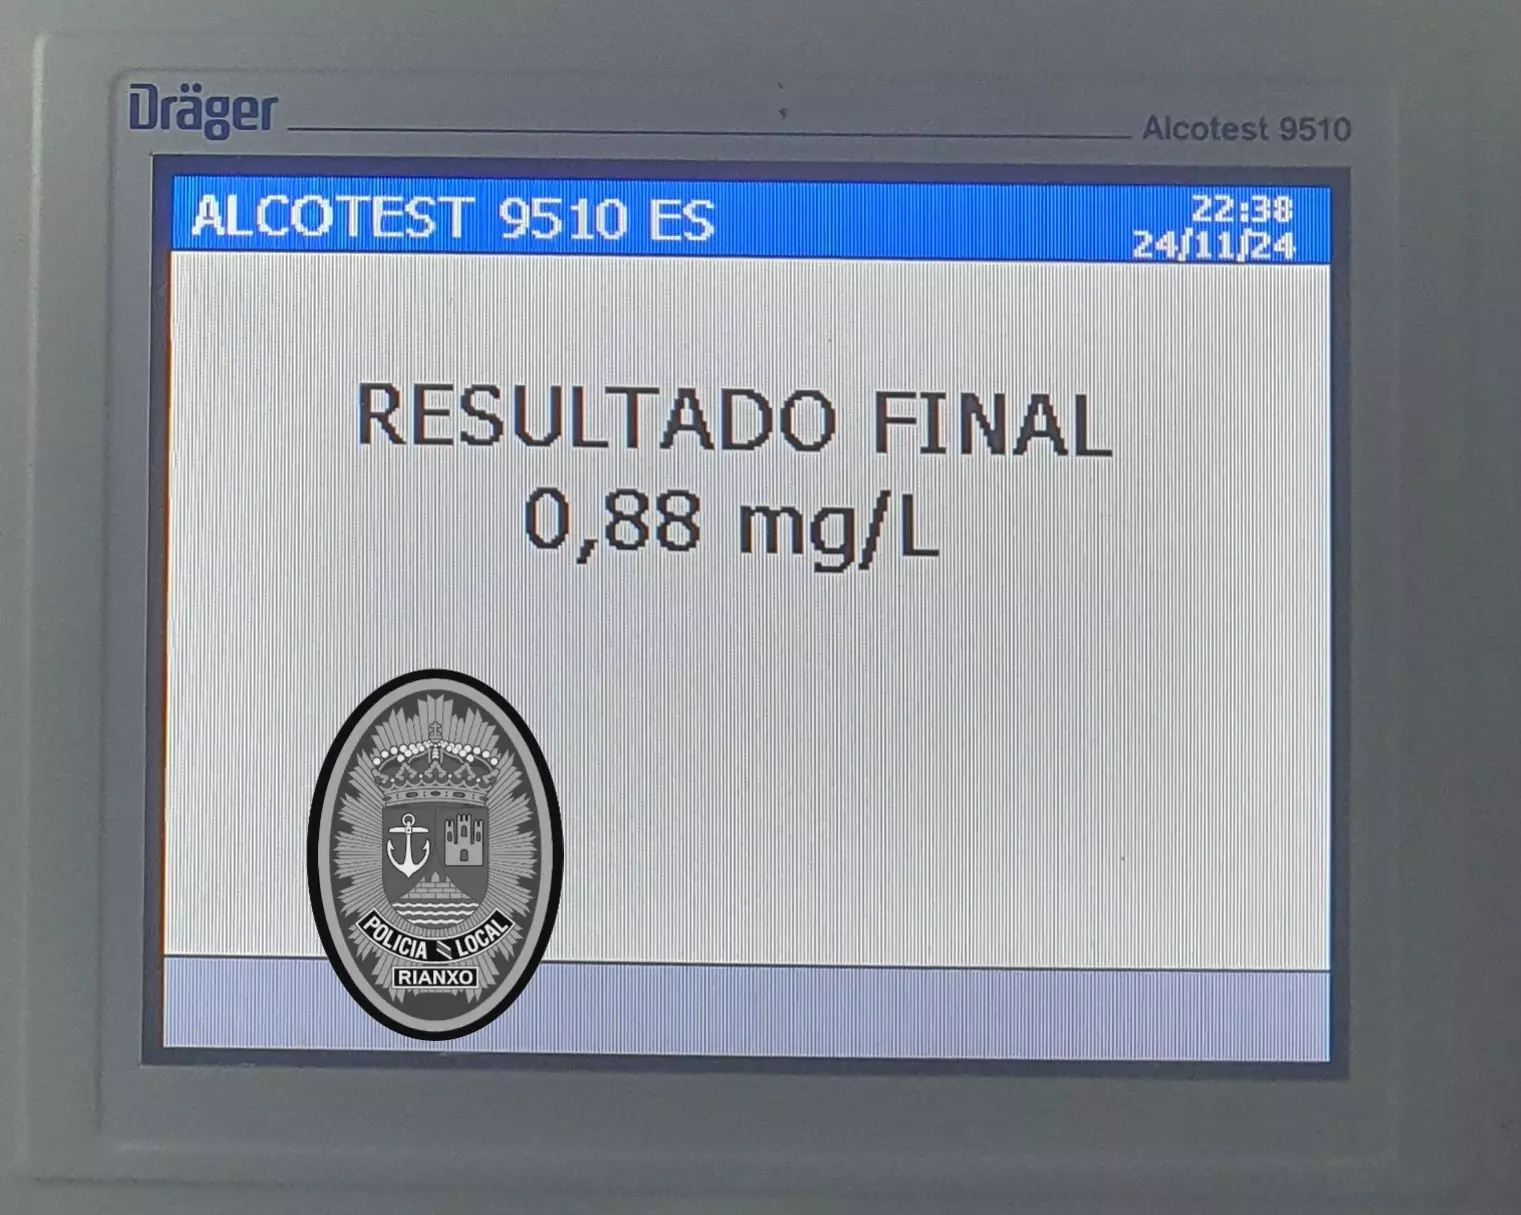 Dräger
Alcotest 9510
ALCOTEST 9510 ES
22:38
24/11/24
RESULTADO FINAL
0,88 mg/L
POLICIA LOCAL
RIANXO